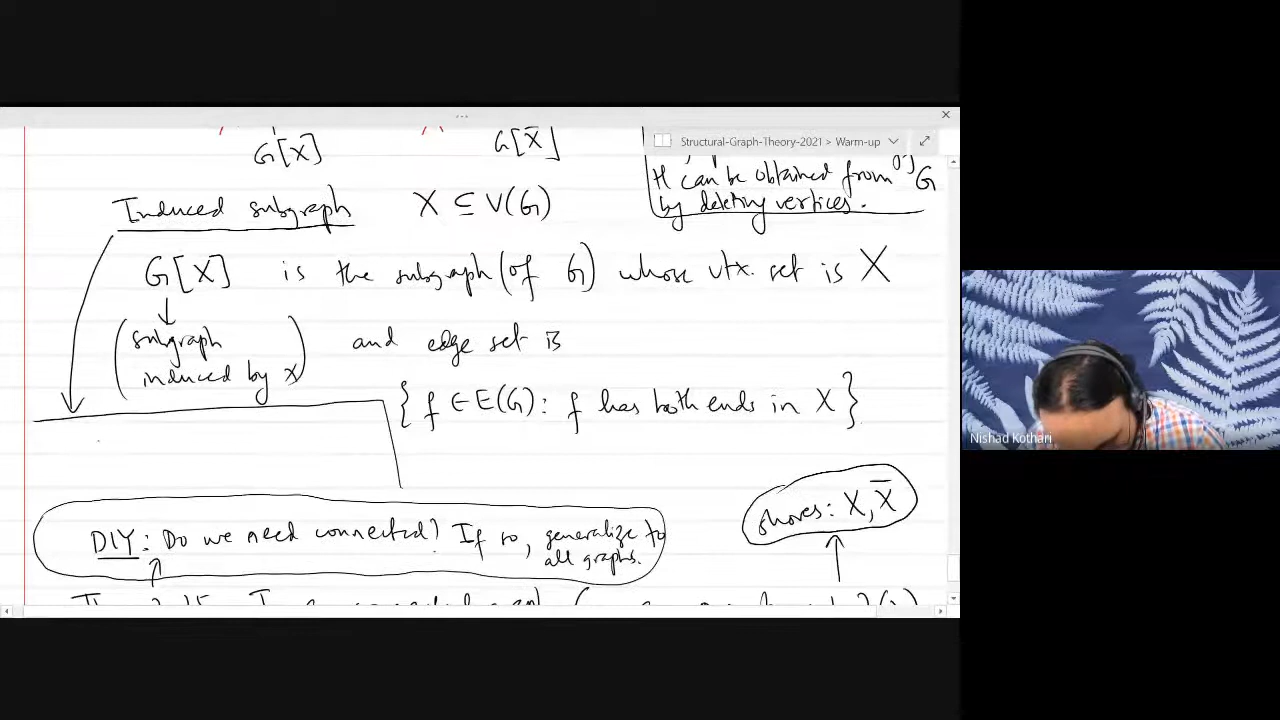 G[X]
G[X̄]
Structural-Graph-Theory-2021 > Warm-up
H can be obtained from G
by deleting vertices.
Induced subgraph X ⊆ V(G)
G[X] is the subgraph (of G) whose vtx. set is X
(subgraph induced by X)
and edge set is
{f ∈ E(G): f has both ends in X}.
DIY: Do we need connected? If so, generalize to
all graphs.
shores: X, X̄
Nishad Kothari